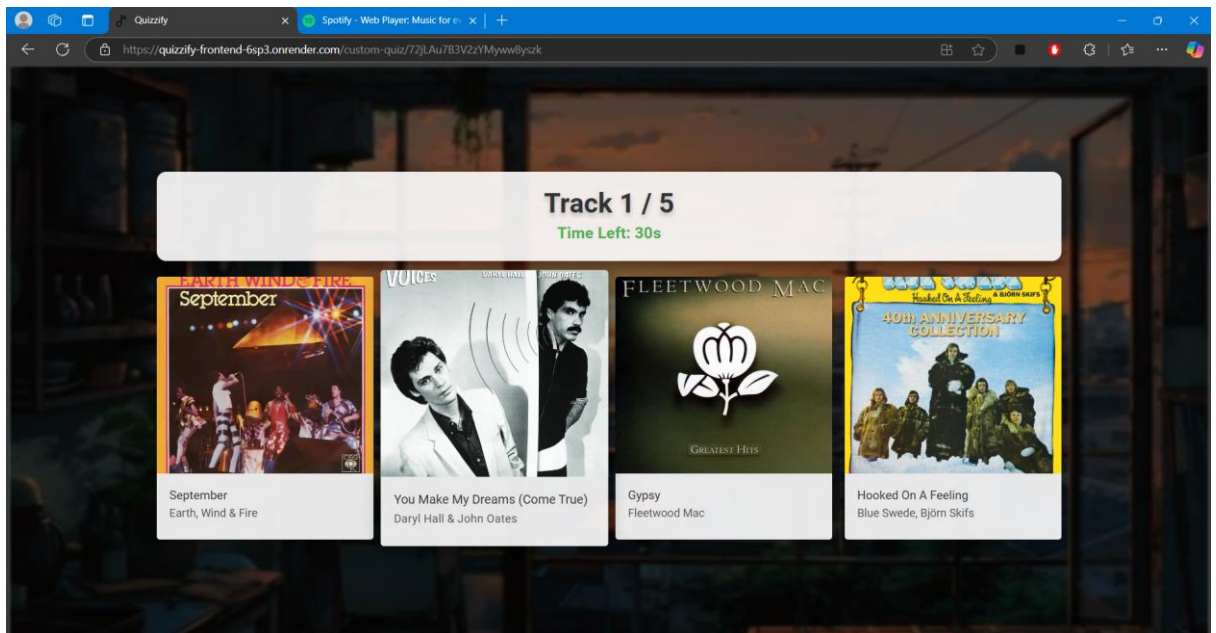 Quizzify
Spotify - Web Player: Music for ev
https://quizzify-frontend-6sp3.onrender.com/custom-quiz/72jLAu7B3V2zYMyww8yszk
Track 1 / 5
Time Left: 30s
EARTH WIND & FIRE
September
VOICES
DARYL HALL JOHN OATES
FLEETWOOD MAC
GREATEST HITS
Hooked On A Feeling
& BJÖRN SKIFS
40th ANNIVERSARY
COLLECTION
September
Earth, Wind & Fire
You Make My Dreams (Come True)
Daryl Hall & John Oates
Gypsy
Fleetwood Mac
Hooked On A Feeling
Blue Swede, Björn Skifs